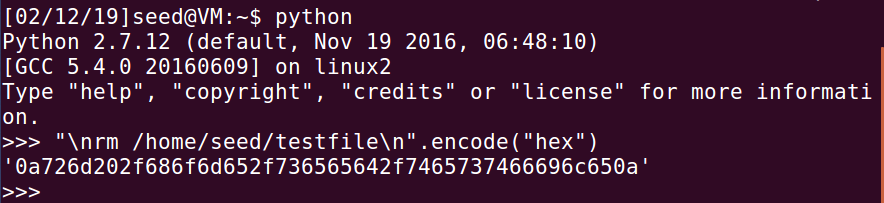 [02/12/19]seed@VM:~$ python
Python 2.7.12 (default, Nov 19 2016, 06:48:10)
[GCC 5.4.0 20160609] on linux2
Type "help", "copyright", "credits" or "license" for more informati
on.
>>> "\nrm /home/seed/testfile\n".encode("hex")
'0a726d202f686f6d652f736565642f7465737466696c650a'
>>>